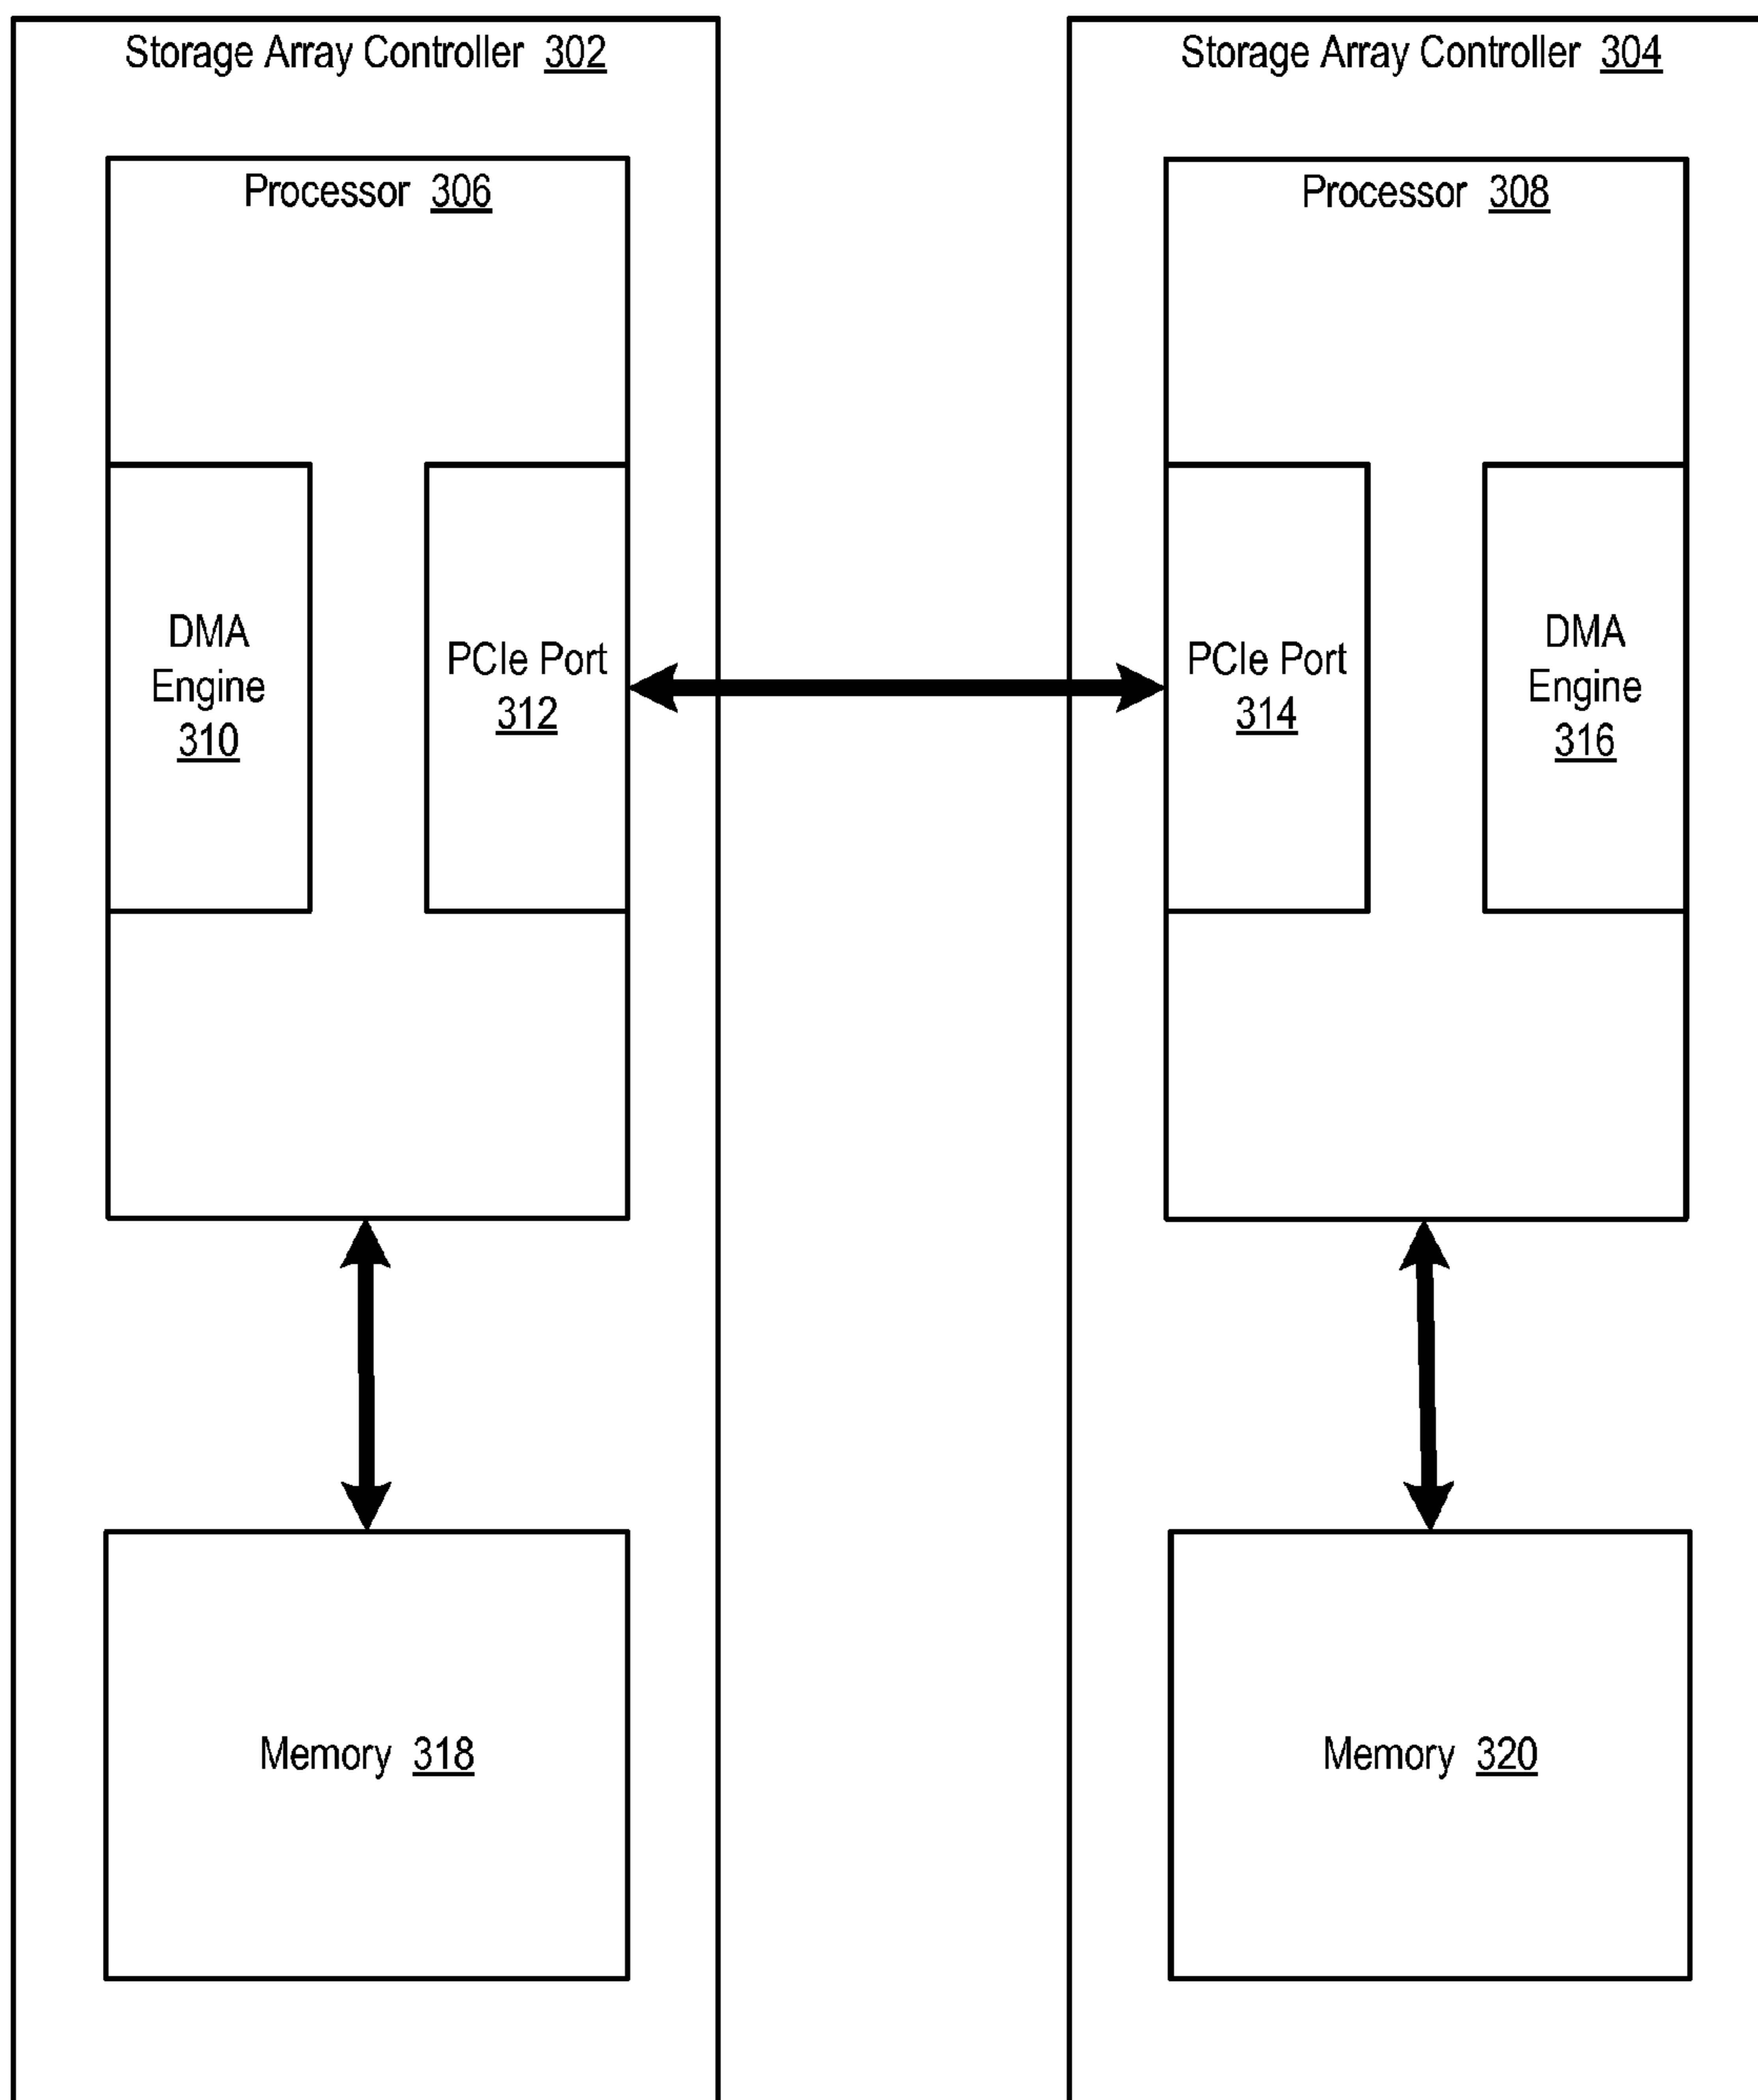 Storage Array Controller 302
Processor 306
DMA
Engine
310
PCIe Port
312
Memory 318
Storage Array Controller 304
Processor 308
PCIe Port
314
DMA
Engine
316
Memory 320